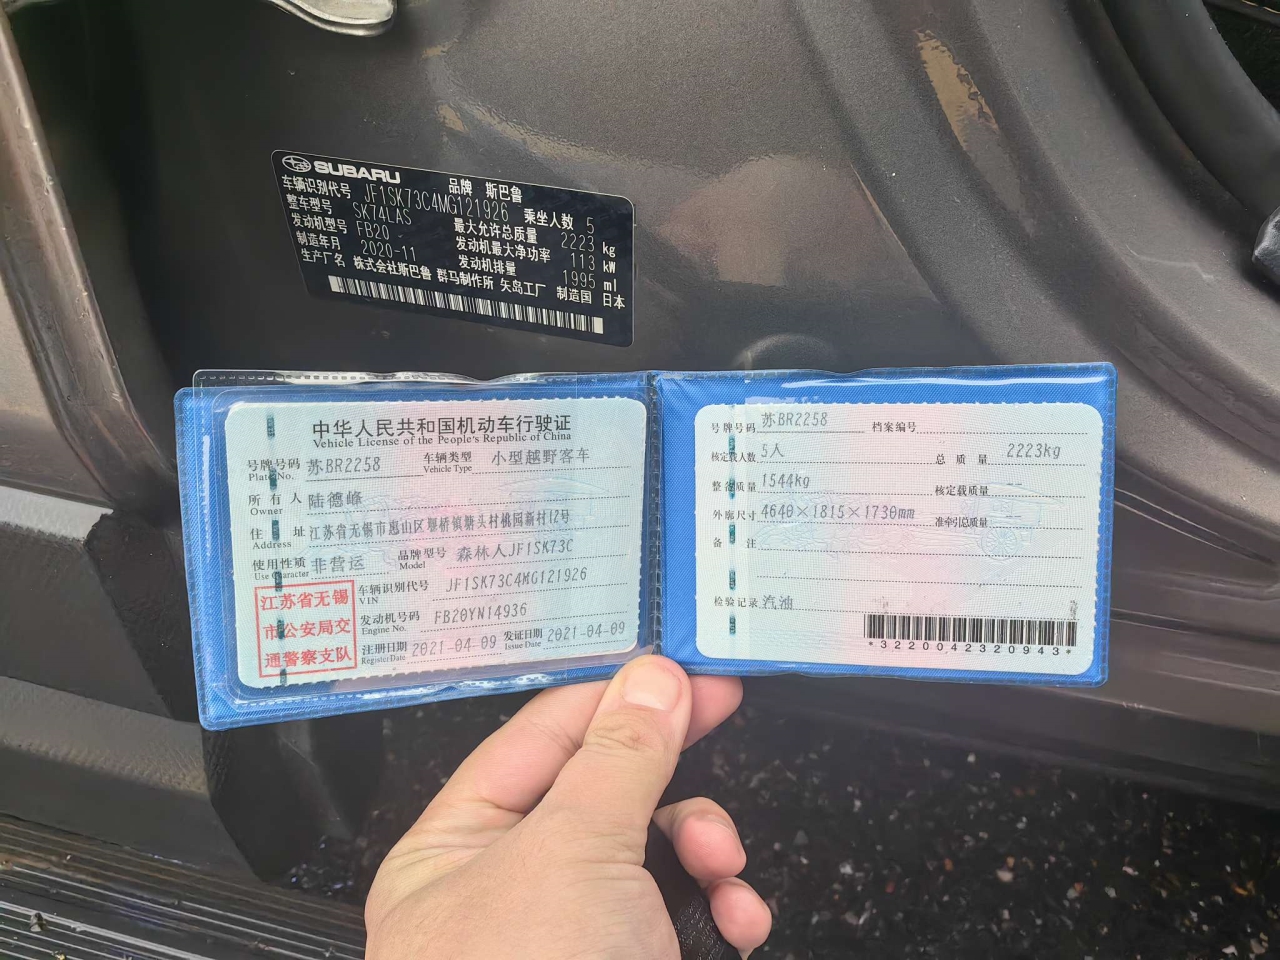 SUBARU 品牌 斯巴鲁
车辆识别代号 JF1SK73C4MG121926 乘坐人数 5
整车型号 SK74LAS 最大允许总质量 2223 kg
发动机型号 FB20 发动机最大净功率 113 kW
制造年月 2020-11 发动机排量 1995 ml
生产厂名 株式会社斯巴鲁 群马制作所 矢岛工厂 制造国 日本
中华人民共和国机动车行驶证
Vehicle License of the People's Republic of China
号牌号码 苏BR2258 车辆类型 小型越野客车
Plate No. Vehicle Type
所有人 陆德峰
Owner
住址 江苏省无锡市惠山区堰桥镇塘头村桃园新村12号
Address
使用性质 非营运 品牌型号 森林人JF1SK73C
Use Character Model
江苏省无锡
市公安局交
通警察支队
车辆识别代号 JF1SK73C4MG121926
VIN
发动机号码 FB20YN14936
Engine No.
注册日期 2021-04-09 发证日期 2021-04-09
Register Date Issue Date
号牌号码 苏BR2258 档案编号
核定载人数 5人 总质量 2223kg
整备质量 1544kg 核定载质量 --
外廓尺寸 4640×1815×1730mm 准牵引总质量 --
备注
检验记录 汽油
*3220042320943*